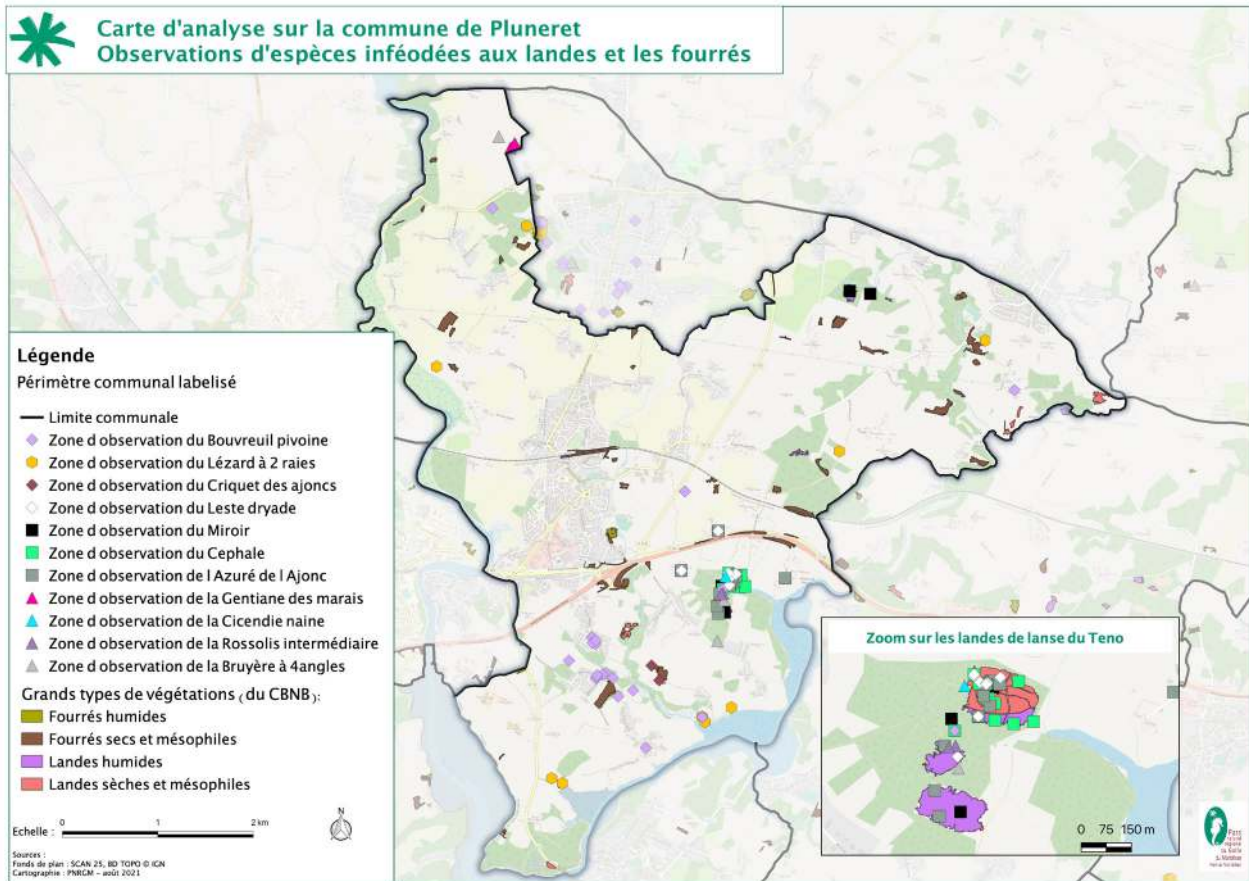 Carte d'analyse sur la commune de Pluneret
Observations d'espèces inféodées aux landes et les fourrés
Légende
Périmètre communal labelisé
Limite communale
Zone d observation du Bouvreuil pivoine
Zone d observation du Lézard à 2 raies
Zone d observation du Criquet des ajoncs
Zone d observation du Leste dryade
Zone d observation du Miroir
Zone d observation du Cephale
Zone d observation de l Azuré de l Ajonc
Zone d observation de la Gentiane des marais
Zone d observation de la Cicendie naine
Zone d observation de la Rossolis intermédiaire
Zone d observation de la Bruyère à 4angles
Grands types de végétations ( du CBNB ):
Fourrés humides
Fourrés secs et mésophiles
Landes humides
Landes sèches et mésophiles
Echelle : 0 1 2 km
N
Sources :
Fonds de plan : SCAN 25, BD TOPO © IGN
Cartographie : PNRGM - août 2021
Zoom sur les landes de lanse du Teno
0 75 150 m
Parc